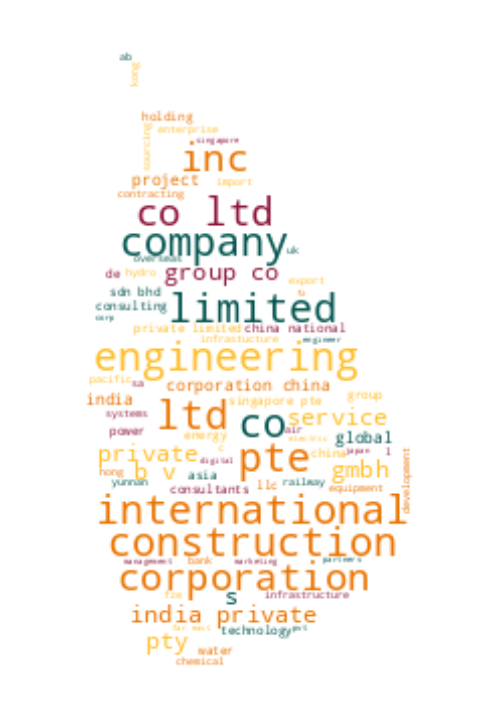 ab
kong
holding
enterprise
sourcing
singapore
inc
project
import
contracting
co ltd
company
uk
overseas
de hydro group co
export
sdn bhd
limited
consulting
corp
private limited china national
infrastucture engineer
engineering
pacific sa corporation china
india singapore pte group
systems ltd co service
power air global
energy
c electric
private pte china japan l
digital
hong b v asia gmbh
yunnan llc railway
consultants equipment
development
international
construction
management bank marketing partners
corporation
fze s infrastructure
india private
far east technology
pty water
chemical